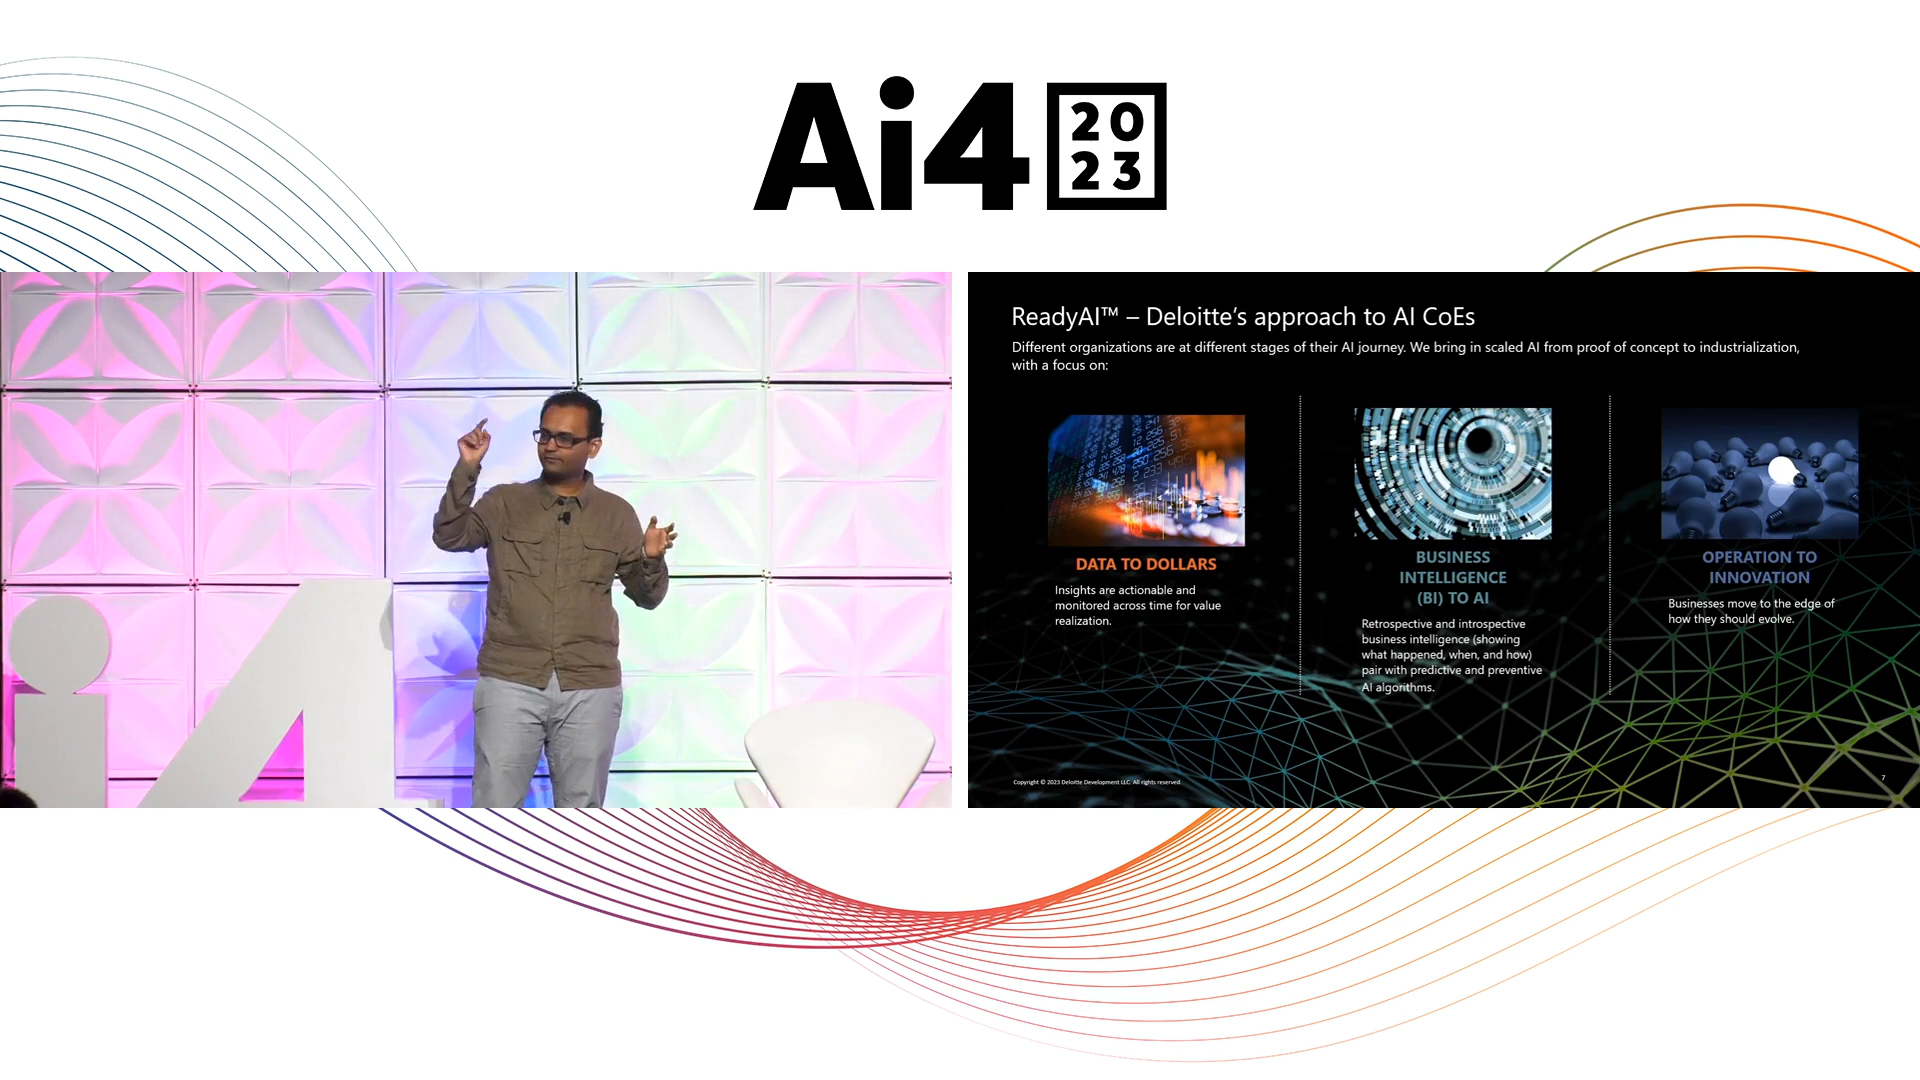 Ai4 20
23
i4
ReadyAI™ – Deloitte’s approach to AI CoEs
Different organizations are at different stages of their AI journey. We bring in scaled AI from proof of concept to industrialization,
with a focus on:
DATA TO DOLLARS
Insights are actionable and
monitored across time for value
realization.
BUSINESS
INTELLIGENCE
(BI) TO AI
Retrospective and introspective
business intelligence (showing
what happened, when, and how)
pair with predictive and preventive
AI algorithms.
OPERATION TO
INNOVATION
Businesses move to the edge of
how they should evolve.
Copyright © 2023 Deloitte Development LLC. All rights reserved.
7